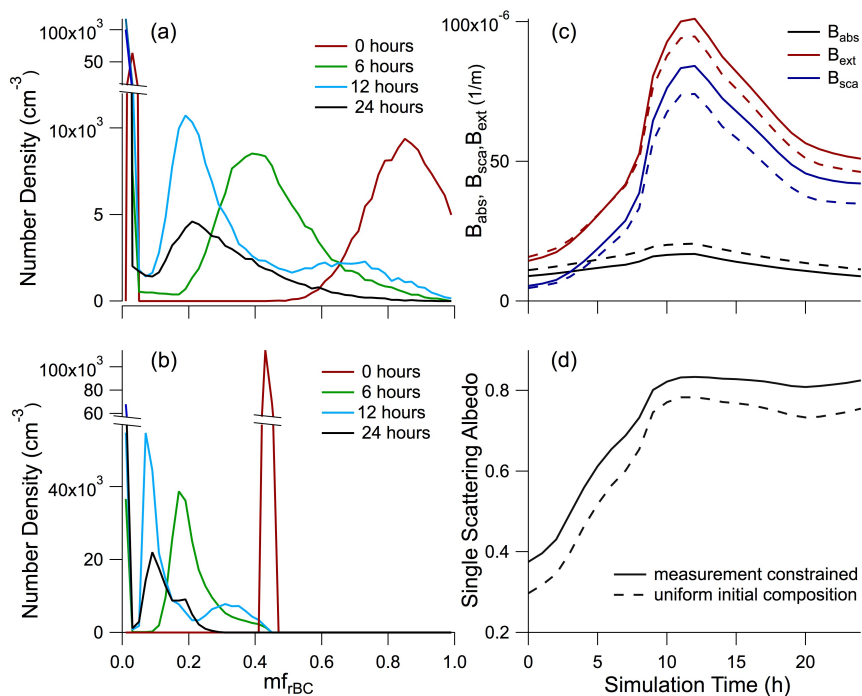 (a)
100x10³
50
10x10³
5
0
Number Density (cm⁻³)
0 hours
6 hours
12 hours
24 hours
(b)
100x10³
80
60
40x10³
20
0
Number Density (cm⁻³)
0 hours
6 hours
12 hours
24 hours
0.0
0.2
0.4
0.6
0.8
1.0
mf_rBC
(c)
100x10⁻⁶
50
0
B_abs, B_sca, B_ext (1/m)
B_abs
B_ext
B_sca
(d)
0.8
0.6
0.4
0.2
Single Scattering Albedo
measurement constrained
uniform initial composition
0
5
10
15
20
Simulation Time (h)